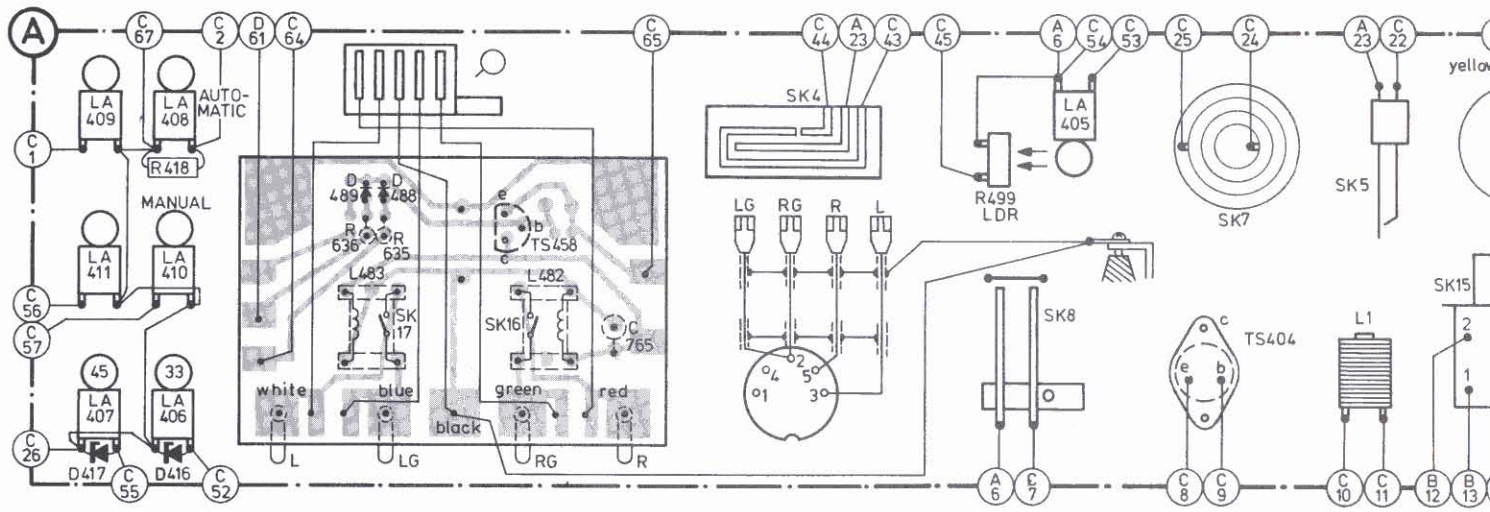 A
C 67
C 2
D 61
C 64
C 65
C 44
A 23
C 43
C 45
A 6
C 54
C 53
C 25
C 24
A 23
C 22
yellow
LA 409
LA 408
AUTO-
MATIC
SK4
LA 405
C 1
R418
R499
LDR
SK7
SK5
MANUAL
D 489
D 488
e
b
c
TS458
R 636
R 635
LG
RG
R
L
LA 411
LA 410
L483
L482
C 56
C 57
SK 17
SK16
C 765
SK8
SK15
2
1
c
TS404
e
b
L1
45
33
LA 407
LA 406
white
blue
black
green
red
2
4
5
1
3
C 26
D417
D416
C 55
C 52
L
LG
RG
R
A 6
C 7
C 8
C 9
C 10
C 11
B 12
B 13